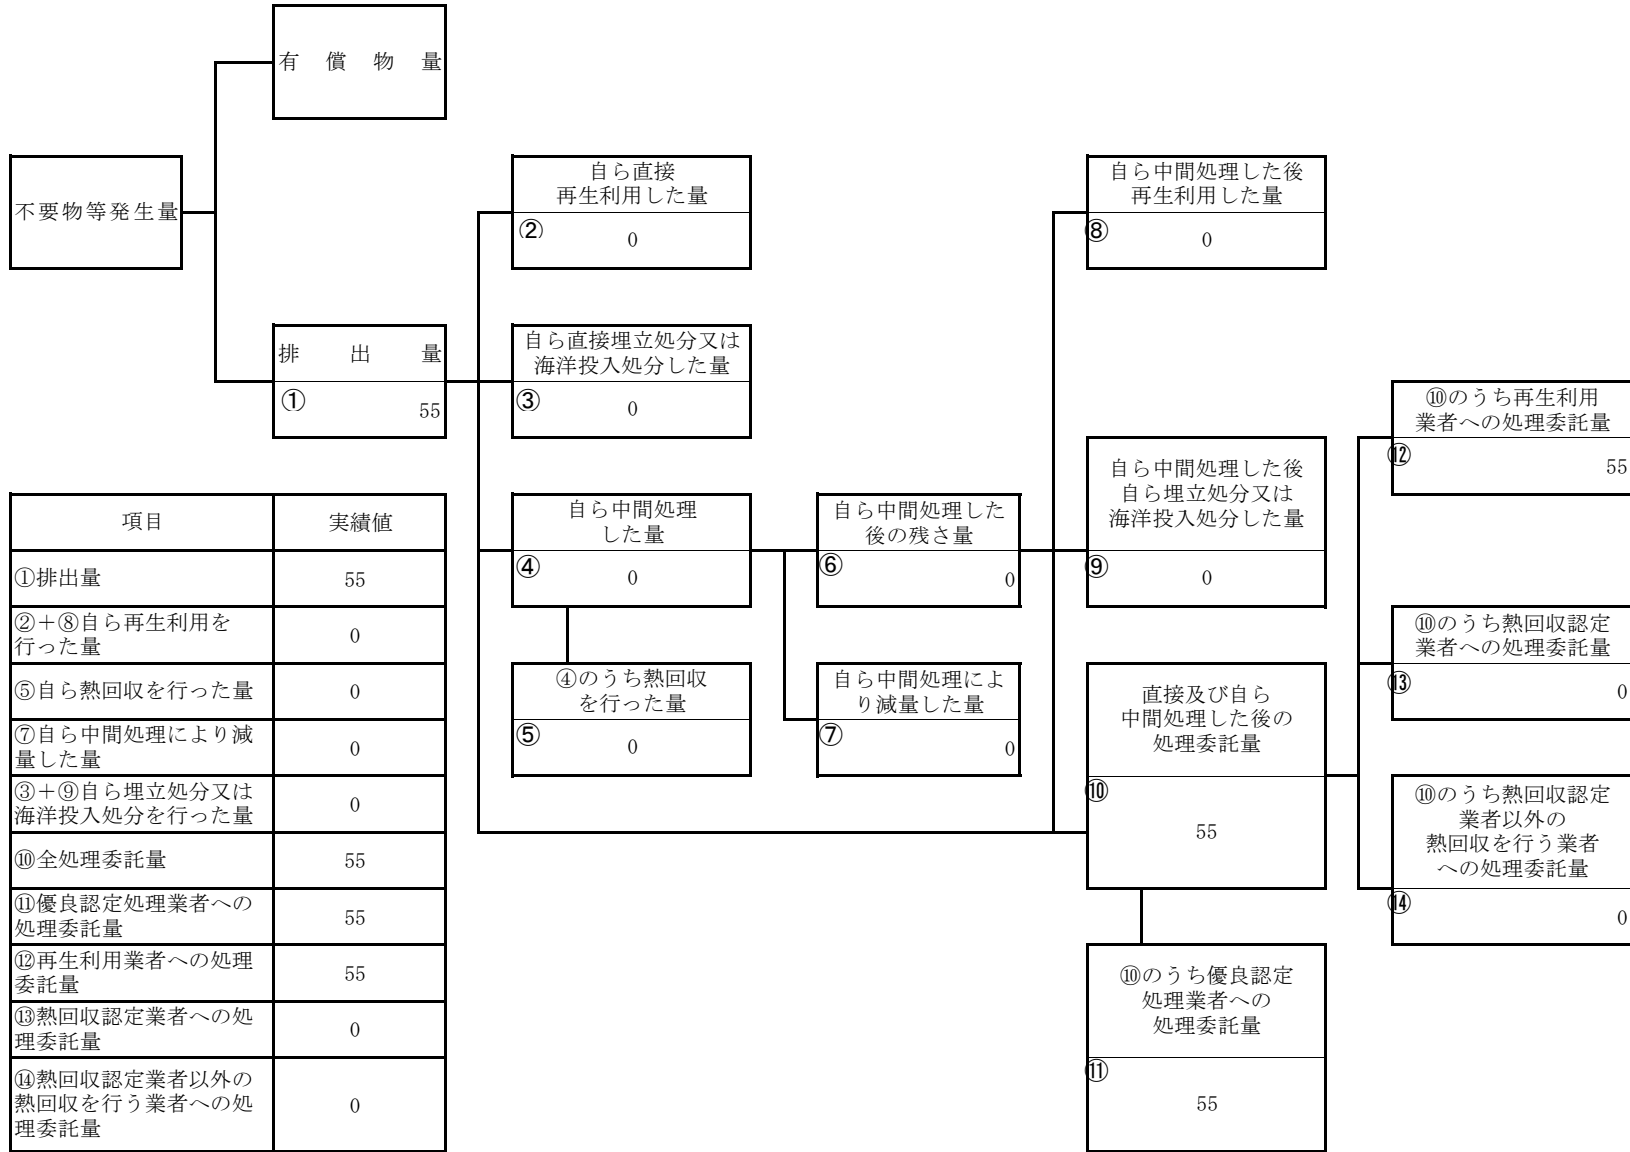 有償物量
不要物等発生量
自ら直接
再生利用した量
② 0
自ら中間処理した後
再生利用した量
⑧ 0
排出量
① 55
自ら直接埋立処分又は
海洋投入処分した量
③ 0
⑩のうち再生利用
業者への処理委託量
⑫ 55
自ら中間処理
した量
④ 0
自ら中間処理した
後の残さ量
⑥ 0
自ら中間処理した後
自ら埋立処分又は
海洋投入処分した量
⑨ 0
⑩のうち熱回収認定
業者への処理委託量
⑬ 0
④のうち熱回収
を行った量
⑤ 0
自ら中間処理によ
り減量した量
⑦ 0
直接及び自ら
中間処理した後の
処理委託量
⑩ 55
⑩のうち熱回収認定
業者以外の
熱回収を行う業者
への処理委託量
⑭ 0
⑩のうち優良認定
処理業者への
処理委託量
⑪ 55
項目 実績値
①排出量 55
②+⑧自ら再生利用を
行った量 0
⑤自ら熱回収を行った量 0
⑦自ら中間処理により減
量した量 0
③+⑨自ら埋立処分又は
海洋投入処分を行った量 0
⑩全処理委託量 55
⑪優良認定処理業者への
処理委託量 55
⑫再生利用業者への処理
委託量 55
⑬熱回収認定業者への処
理委託量 0
⑭熱回収認定業者以外の
熱回収を行う業者への処
理委託量 0